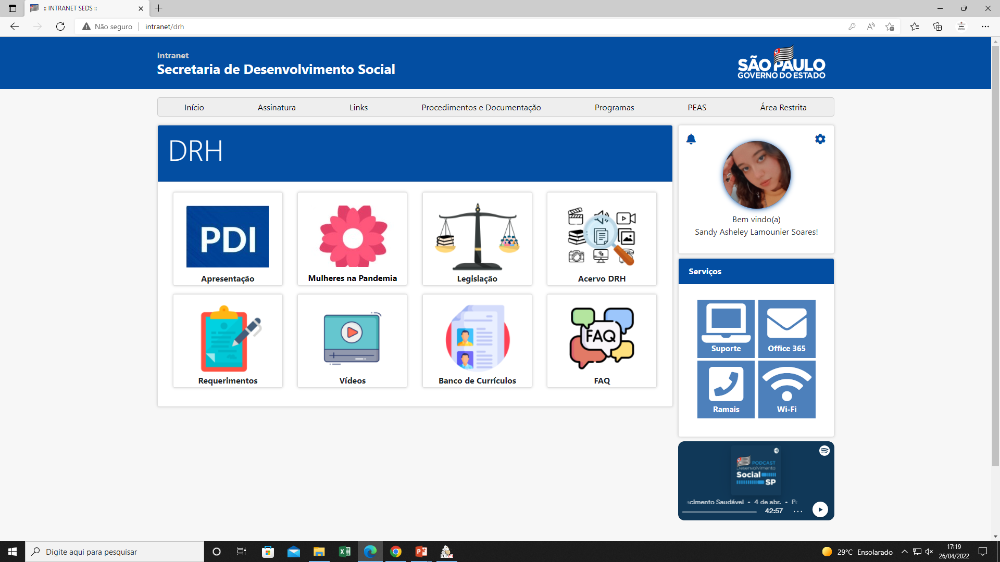 :: INTRANET SEDS ::
Não seguro
intranet/drh
Intranet
Secretaria de Desenvolvimento Social
SÃO PAULO
GOVERNO DO ESTADO
Início
Assinatura
Links
Procedimentos e Documentação
Programas
PEAS
Área Restrita
DRH
PDI
Apresentação
Mulheres na Pandemia
Legislação
Acervo DRH
Requerimentos
Vídeos
Banco de Currículos
FAQ
FAQ
Bem vindo(a)
Sandy Asheley Lamounier Soares!
Serviços
Suporte
Office 365
Ramais
Wi-Fi
PODCAST
Desenvolvimento
Social
SP
ecimento Saudável • 4 de abr. •
42:57
Digite aqui para pesquisar
PDF24
29°C Ensolarado
17:19
26/04/2022